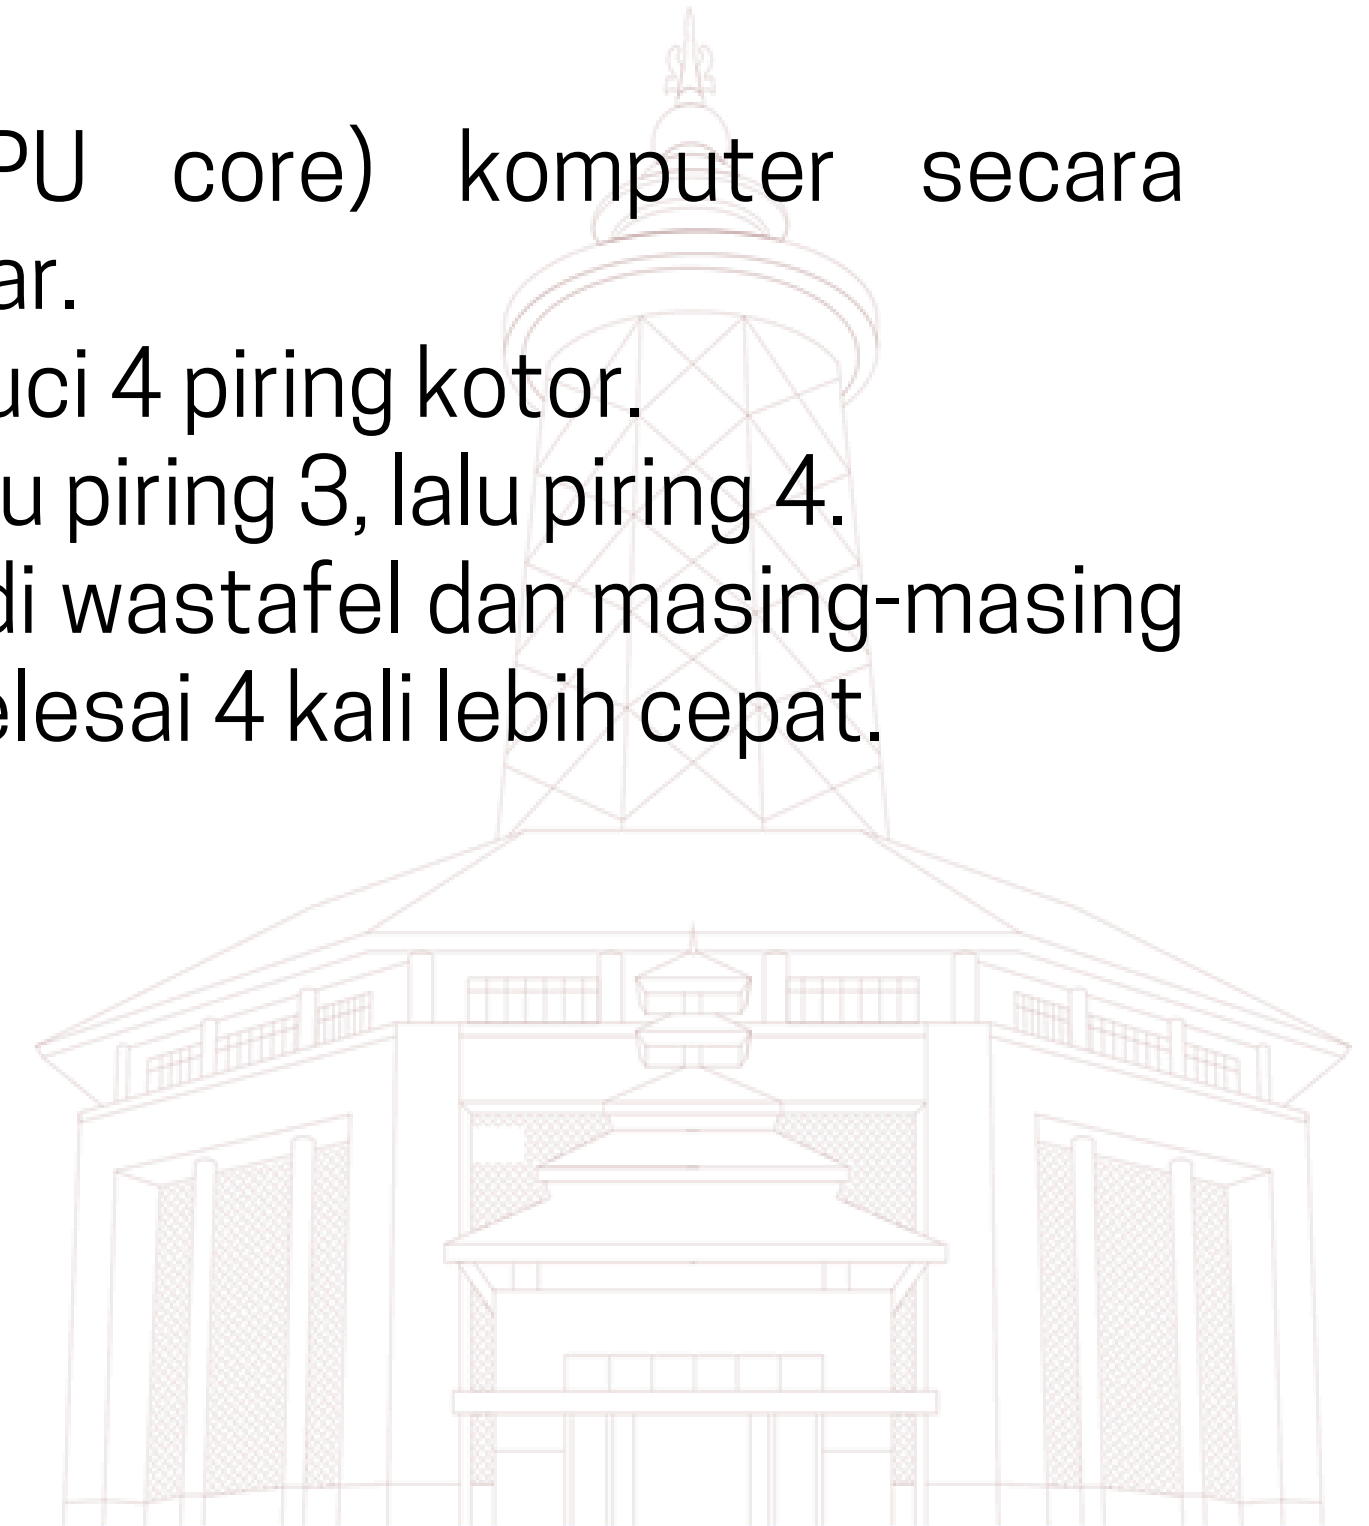 PU core) komputer secara
ar.
uci 4 piring kotor.
u piring 3, lalu piring 4.
di wastafel dan masing-masing
elesai 4 kali lebih cepat.